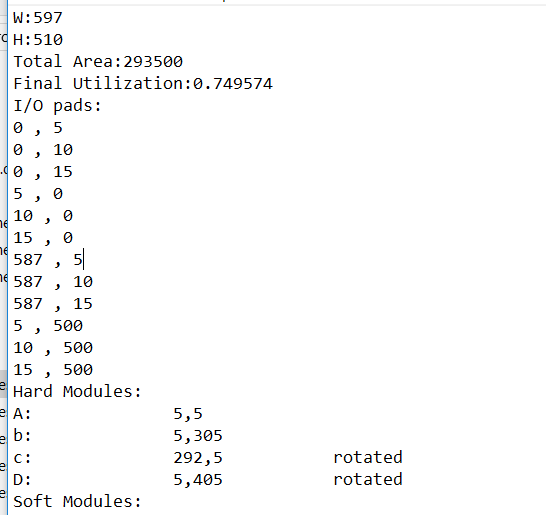 W:597
H:510
Total Area:293500
Final Utilization:0.749574
I/O pads:
0 , 5
0 , 10
0 , 15
5 , 0
10 , 0
15 , 0
587 , 5
587 , 10
587 , 15
5 , 500
10 , 500
15 , 500
Hard Modules:
A: 5,5
b: 5,305
c: 292,5 rotated
D: 5,405 rotated
Soft Modules: